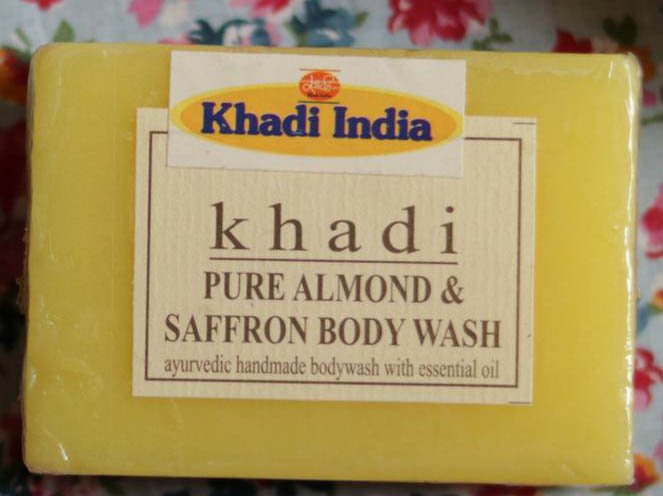 Khadi India
khadi
PURE ALMOND &
SAFFRON BODY WASH
ayurvedic handmade bodywash with essential oil